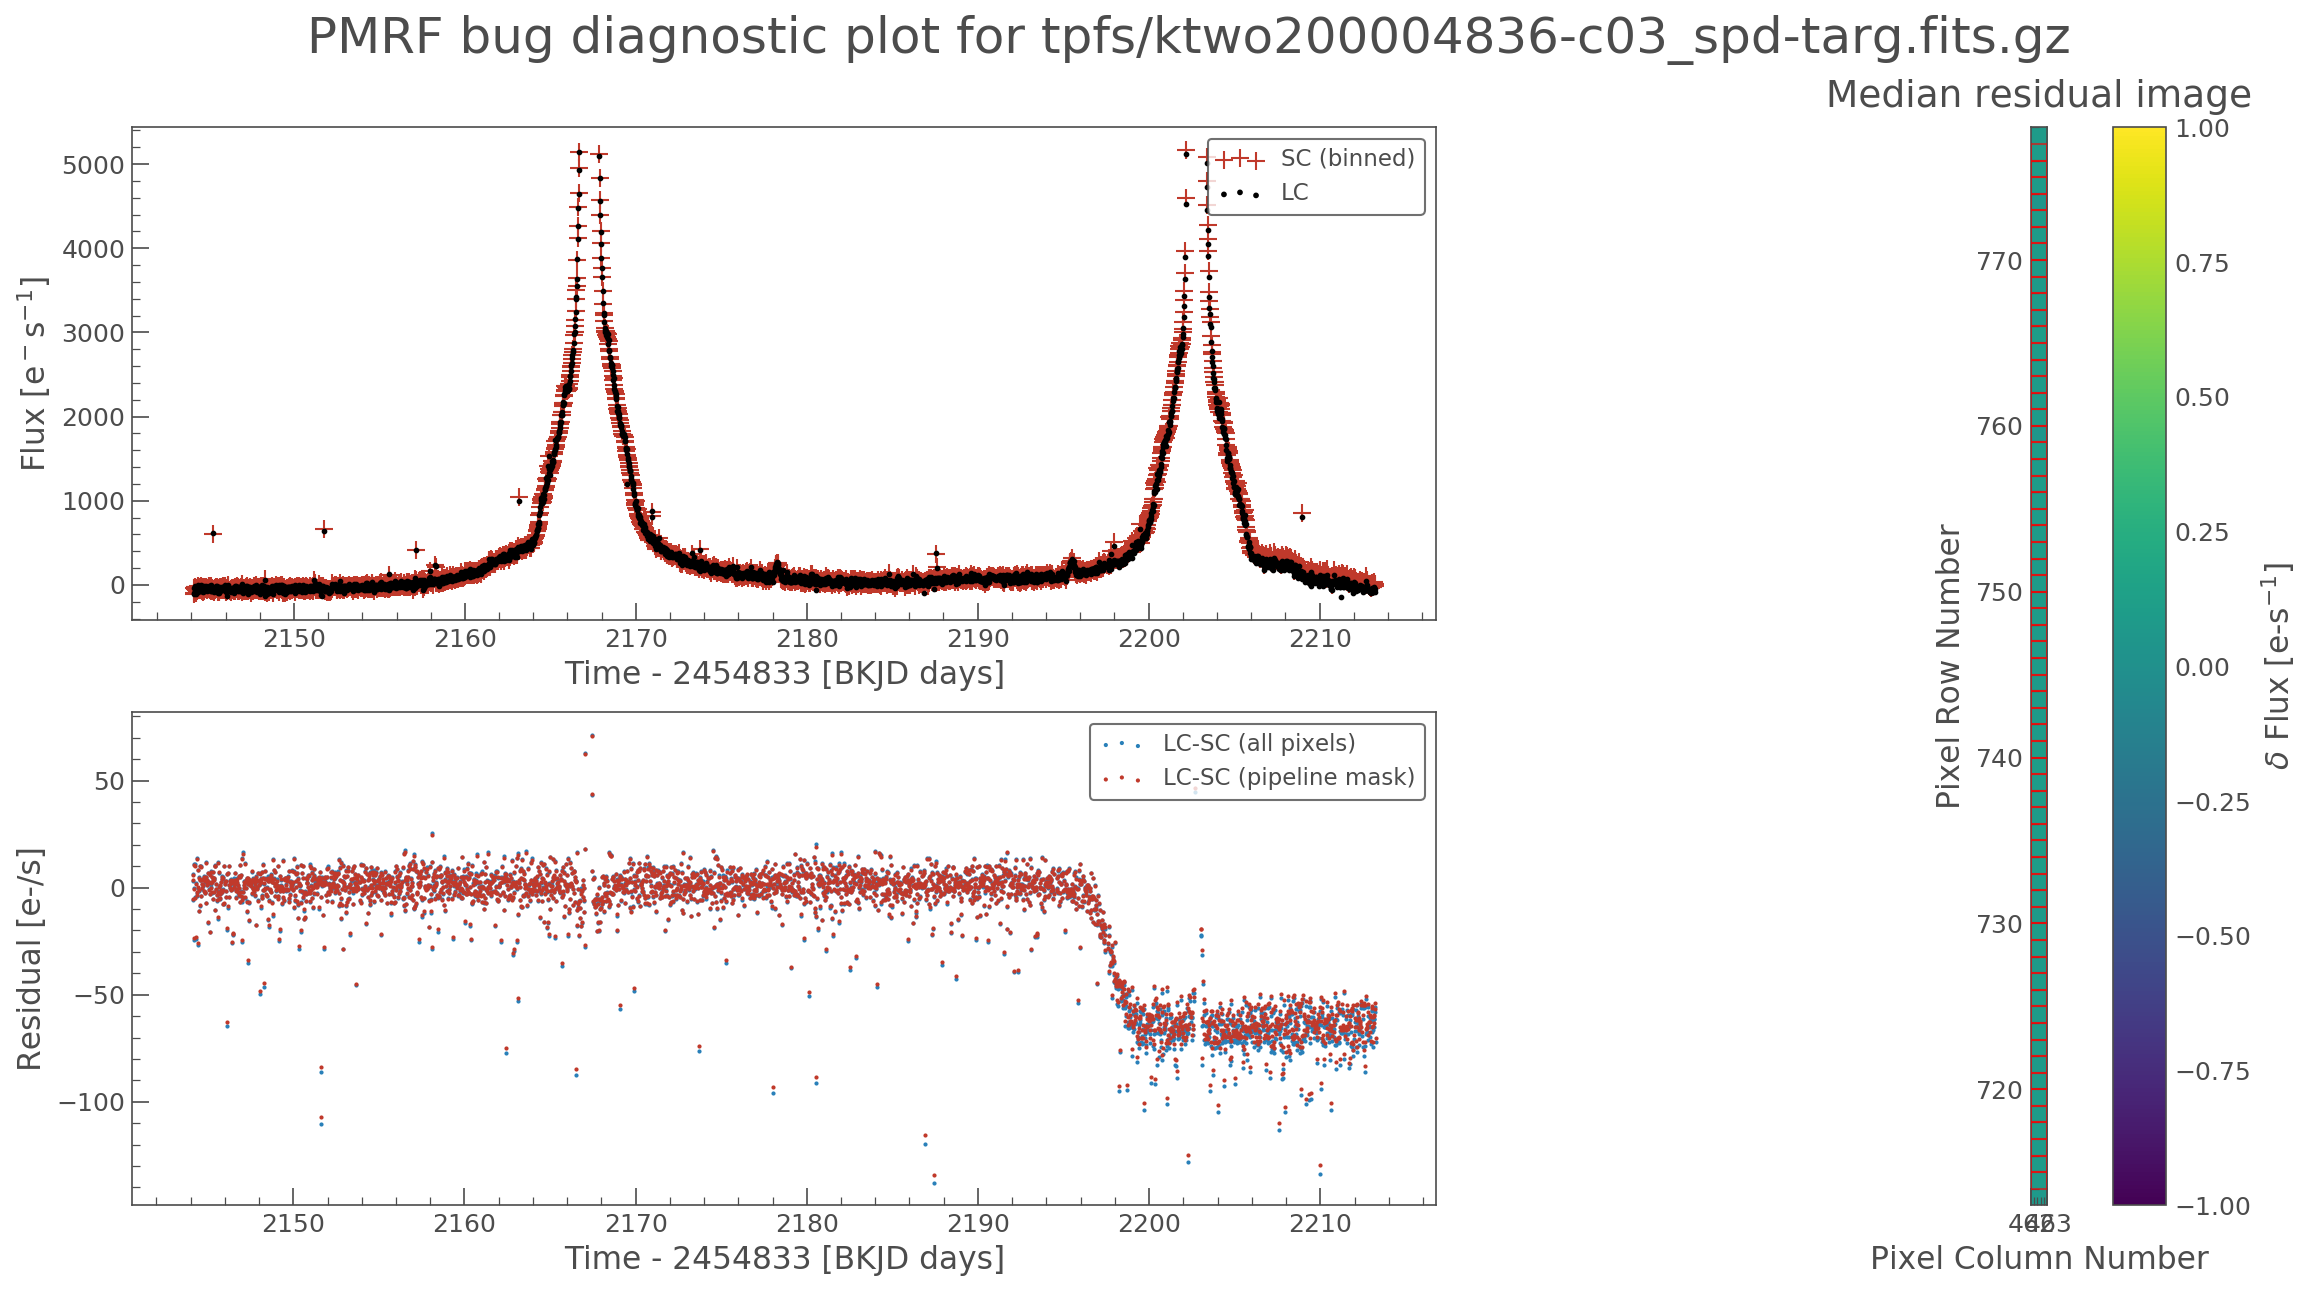 PMRF bug diagnostic plot for tpfs/ktwo200004836-c03_spd-targ.fits.gz
Flux [e⁻ s⁻¹]
5000
4000
3000
2000
1000
0
SC (binned)
LC
2150 2160 2170 2180 2190 2200 2210
Time - 2454833 [BKJD days]
Residual [e-/s]
50
0
−50
−100
LC-SC (all pixels)
LC-SC (pipeline mask)
2150 2160 2170 2180 2190 2200 2210
Time - 2454833 [BKJD days]
Median residual image
Pixel Row Number
770
760
750
740
730
720
462 463
Pixel Column Number
1.00
0.75
0.50
0.25
0.00
−0.25
−0.50
−0.75
−1.00
δ Flux [e-s⁻¹]